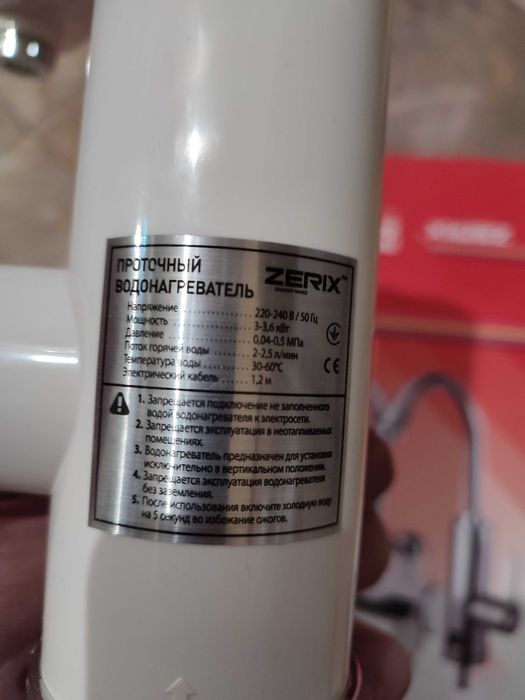 ПРОТОЧНЫЙ
ВОДОНАГРЕВАТЕЛЬ
ZERIX™
SANITARY WARES
Напряжение .............. 220-240 В / 50 Гц
Мощность .............. 3-3,6 кВт
Давление .............. 0,04-0,5 МПа
Поток горячей воды ..... 2-2,5 л/мин
Температура воды ....... 30-60°C
Электрический кабель ..... 1,2 м
CE
1. Запрещается подключение не заполненного
водой водонагревателя к электросети.
2. Запрещается эксплуатация в неотапливаемых
помещениях.
3. Водонагреватель предназначен для установки
исключительно в вертикальном положении.
4. Запрещается эксплуатация водонагревателя
без заземления.
5. После использования включите холодную воду
на 5 секунд во избежание ожогов.